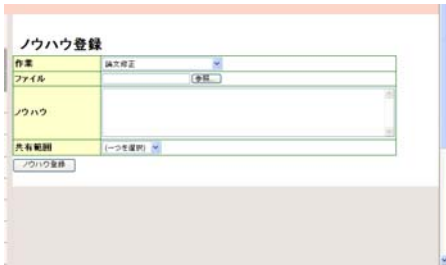 ノウハウ登録
作業 論文修正
ファイル 参照...
ノウハウ
共有範囲 (一つを選択)
ノウハウ登録